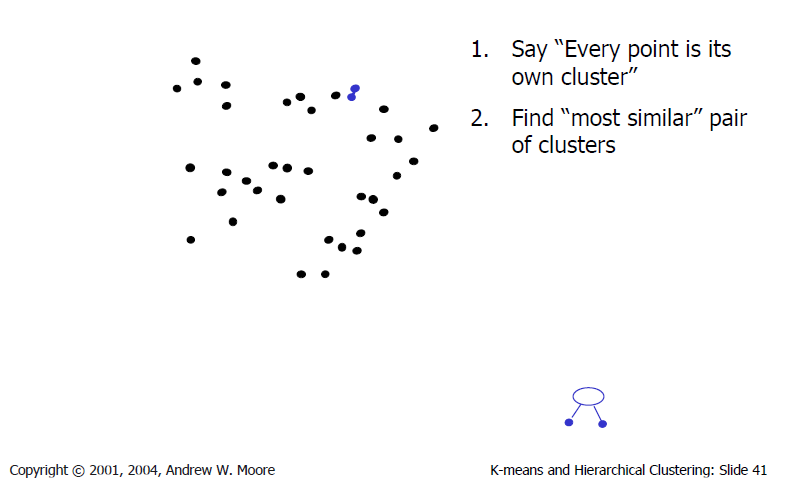 1. Say “Every point is its
own cluster”
2. Find “most similar” pair
of clusters
Copyright © 2001, 2004, Andrew W. Moore
K-means and Hierarchical Clustering: Slide 41